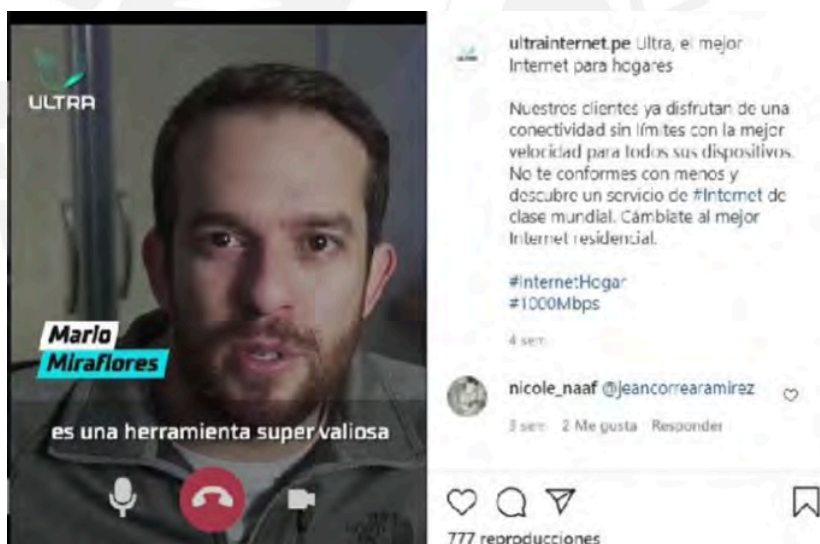 ULTRA
Mario
Miraflores
es una herramienta super valiosa
ultrainternet.pe Ultra, el mejor
Internet para hogares
Nuestros clientes ya disfrutan de una
conectividad sin límites con la mejor
velocidad para todos sus dispositivos.
No te conformes con menos y
descubre un servicio de #Internet de
clase mundial. Cámbiate al mejor
Internet residencial.
#InternetHogar
#1000Mbps
4 sem
nicole_naaf @jeancorrearamirez
3 sem 2 Me gusta Responder
777 reproducciones